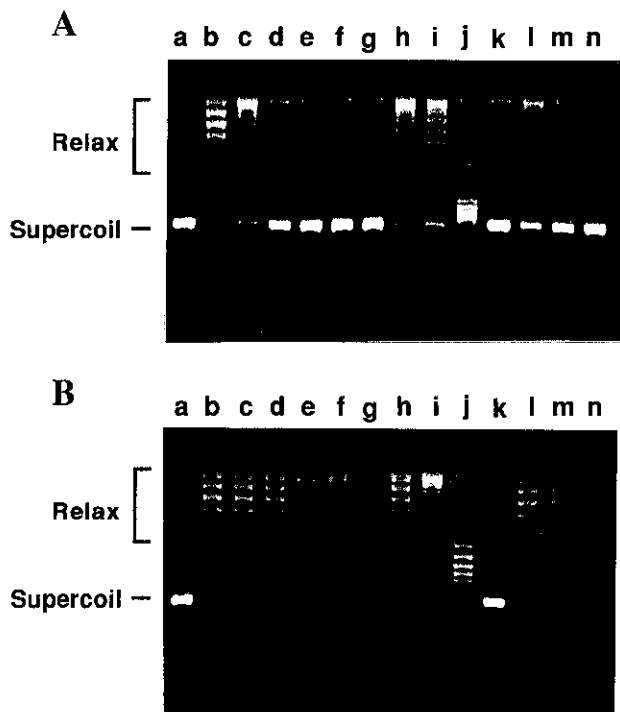 A
a b c d e f g h i j k l m n
Relax
Supercoil
B
a b c d e f g h i j k l m n
Relax
Supercoil